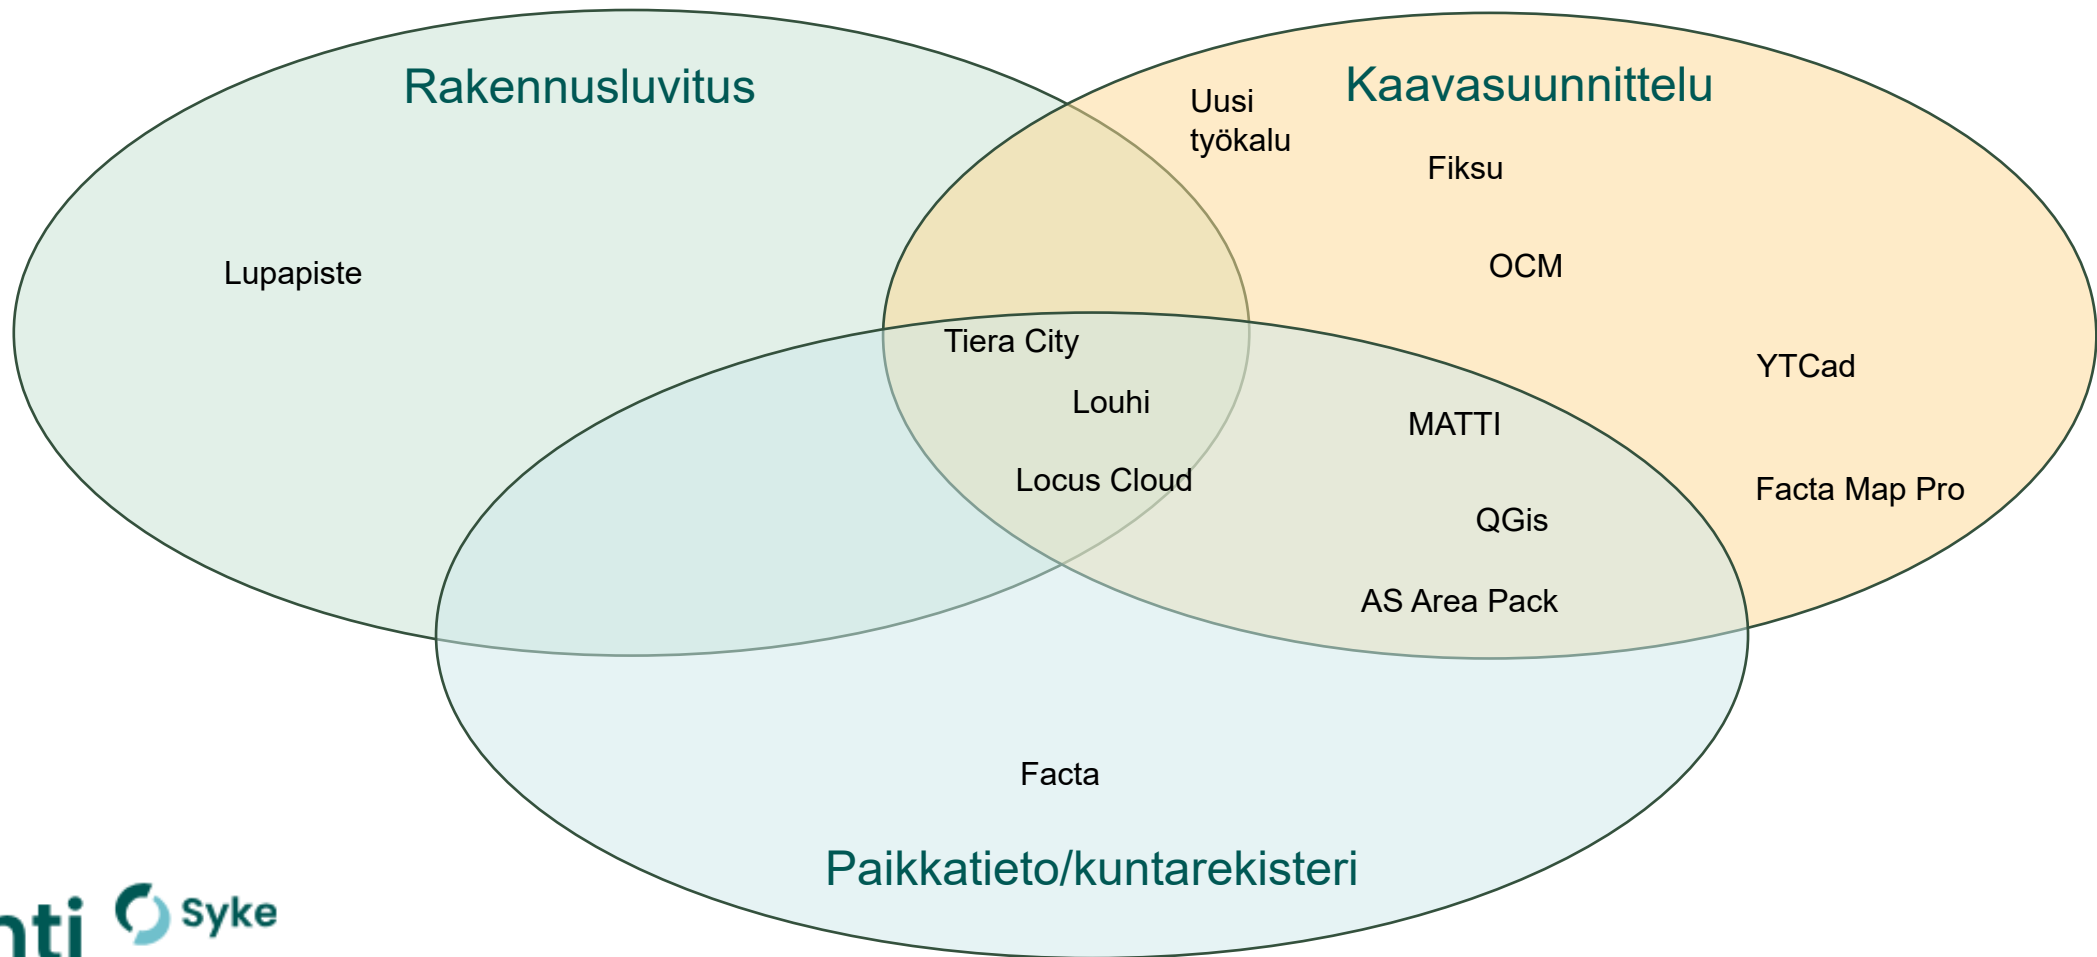 Rakennusluvitus
Kaavasuunnittelu
Uusi
työkalu
Fiksu
Lupapiste
OCM
Tiera City
YTCad
Louhi
MATTI
Locus Cloud
Facta Map Pro
QGis
AS Area Pack
Facta
Paikkatieto/kuntarekisteri
Syke